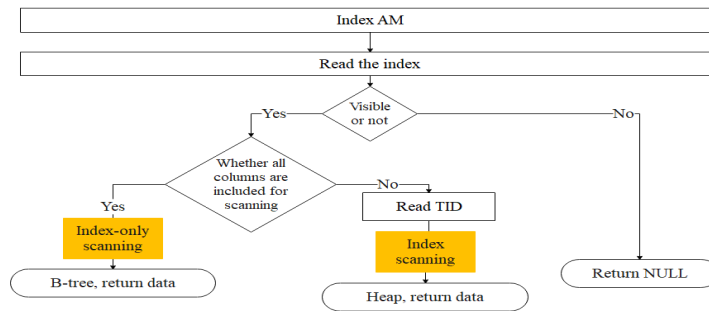 Index AM
Read the index
Visible
or not
Yes
No
Whether all
columns are
included for
scanning
Yes
No
Read TID
Index-only
scanning
Index
scanning
B-tree, return data
Heap, return data
Return NULL